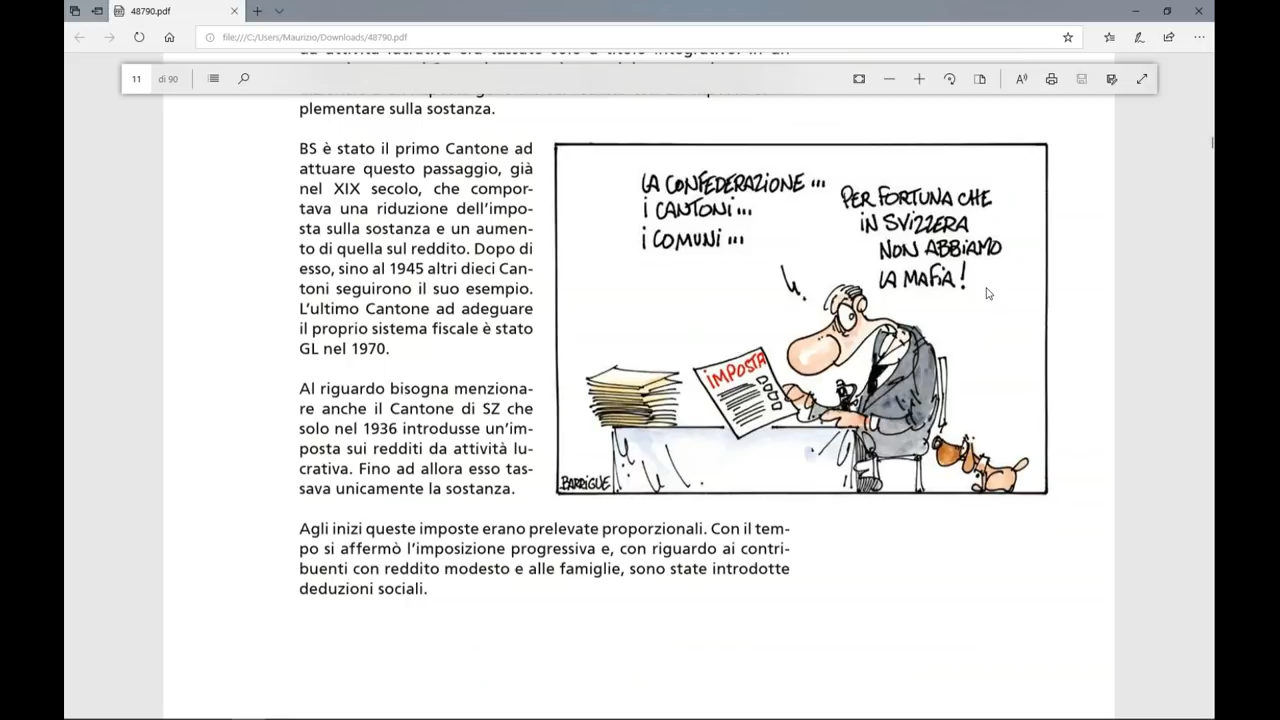 48790.pdf
file:///C:/Users/Maurizio/Downloads/48790.pdf
11 di 90
plementare sulla sostanza.
BS è stato il primo Cantone ad
attuare questo passaggio, già
nel XIX secolo, che compor-
tava una riduzione dell'impo-
sta sulla sostanza e un aumen-
to di quella sul reddito. Dopo di
esso, sino al 1945 altri dieci Can-
toni seguirono il suo esempio.
L'ultimo Cantone ad adeguare
il proprio sistema fiscale è stato
GL nel 1970.
Al riguardo bisogna menziona-
re anche il Cantone di SZ che
solo nel 1936 introdusse un'im-
posta sui redditi da attività lu-
crativa. Fino ad allora esso tas-
sava unicamente la sostanza.
LA CONFEDERAZIONE...
I CANTONI...
I COMUNI...
PER FORTUNA CHE
IN SVIZZERA
NON ABBIAMO
LA MAFIA!
IMPOSTA
BARRIGUE
Agli inizi queste imposte erano prelevate proporzionali. Con il tem-
po si affermò l'imposizione progressiva e, con riguardo ai contri-
buenti con reddito modesto e alle famiglie, sono state introdotte
deduzioni sociali.